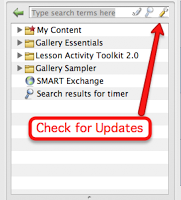 Type search terms here
My Content
Gallery Essentials
Lesson Activity Toolkit 2.0
Gallery Sampler
SMART Exchange
Search results for timer
Check for Updates